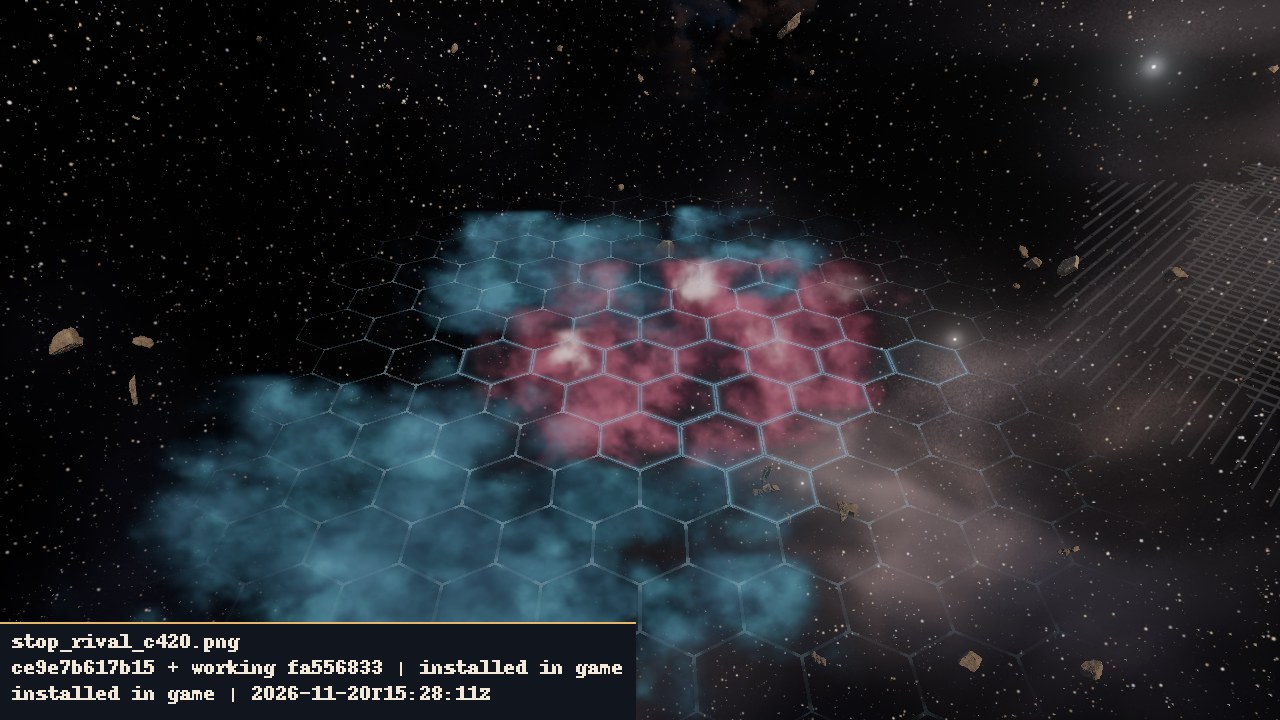 stop_rival_c420.png
ce9e7b617b15 + working fa556833 | installed in game
installed in game | 2026-11-20T15:28:11Z